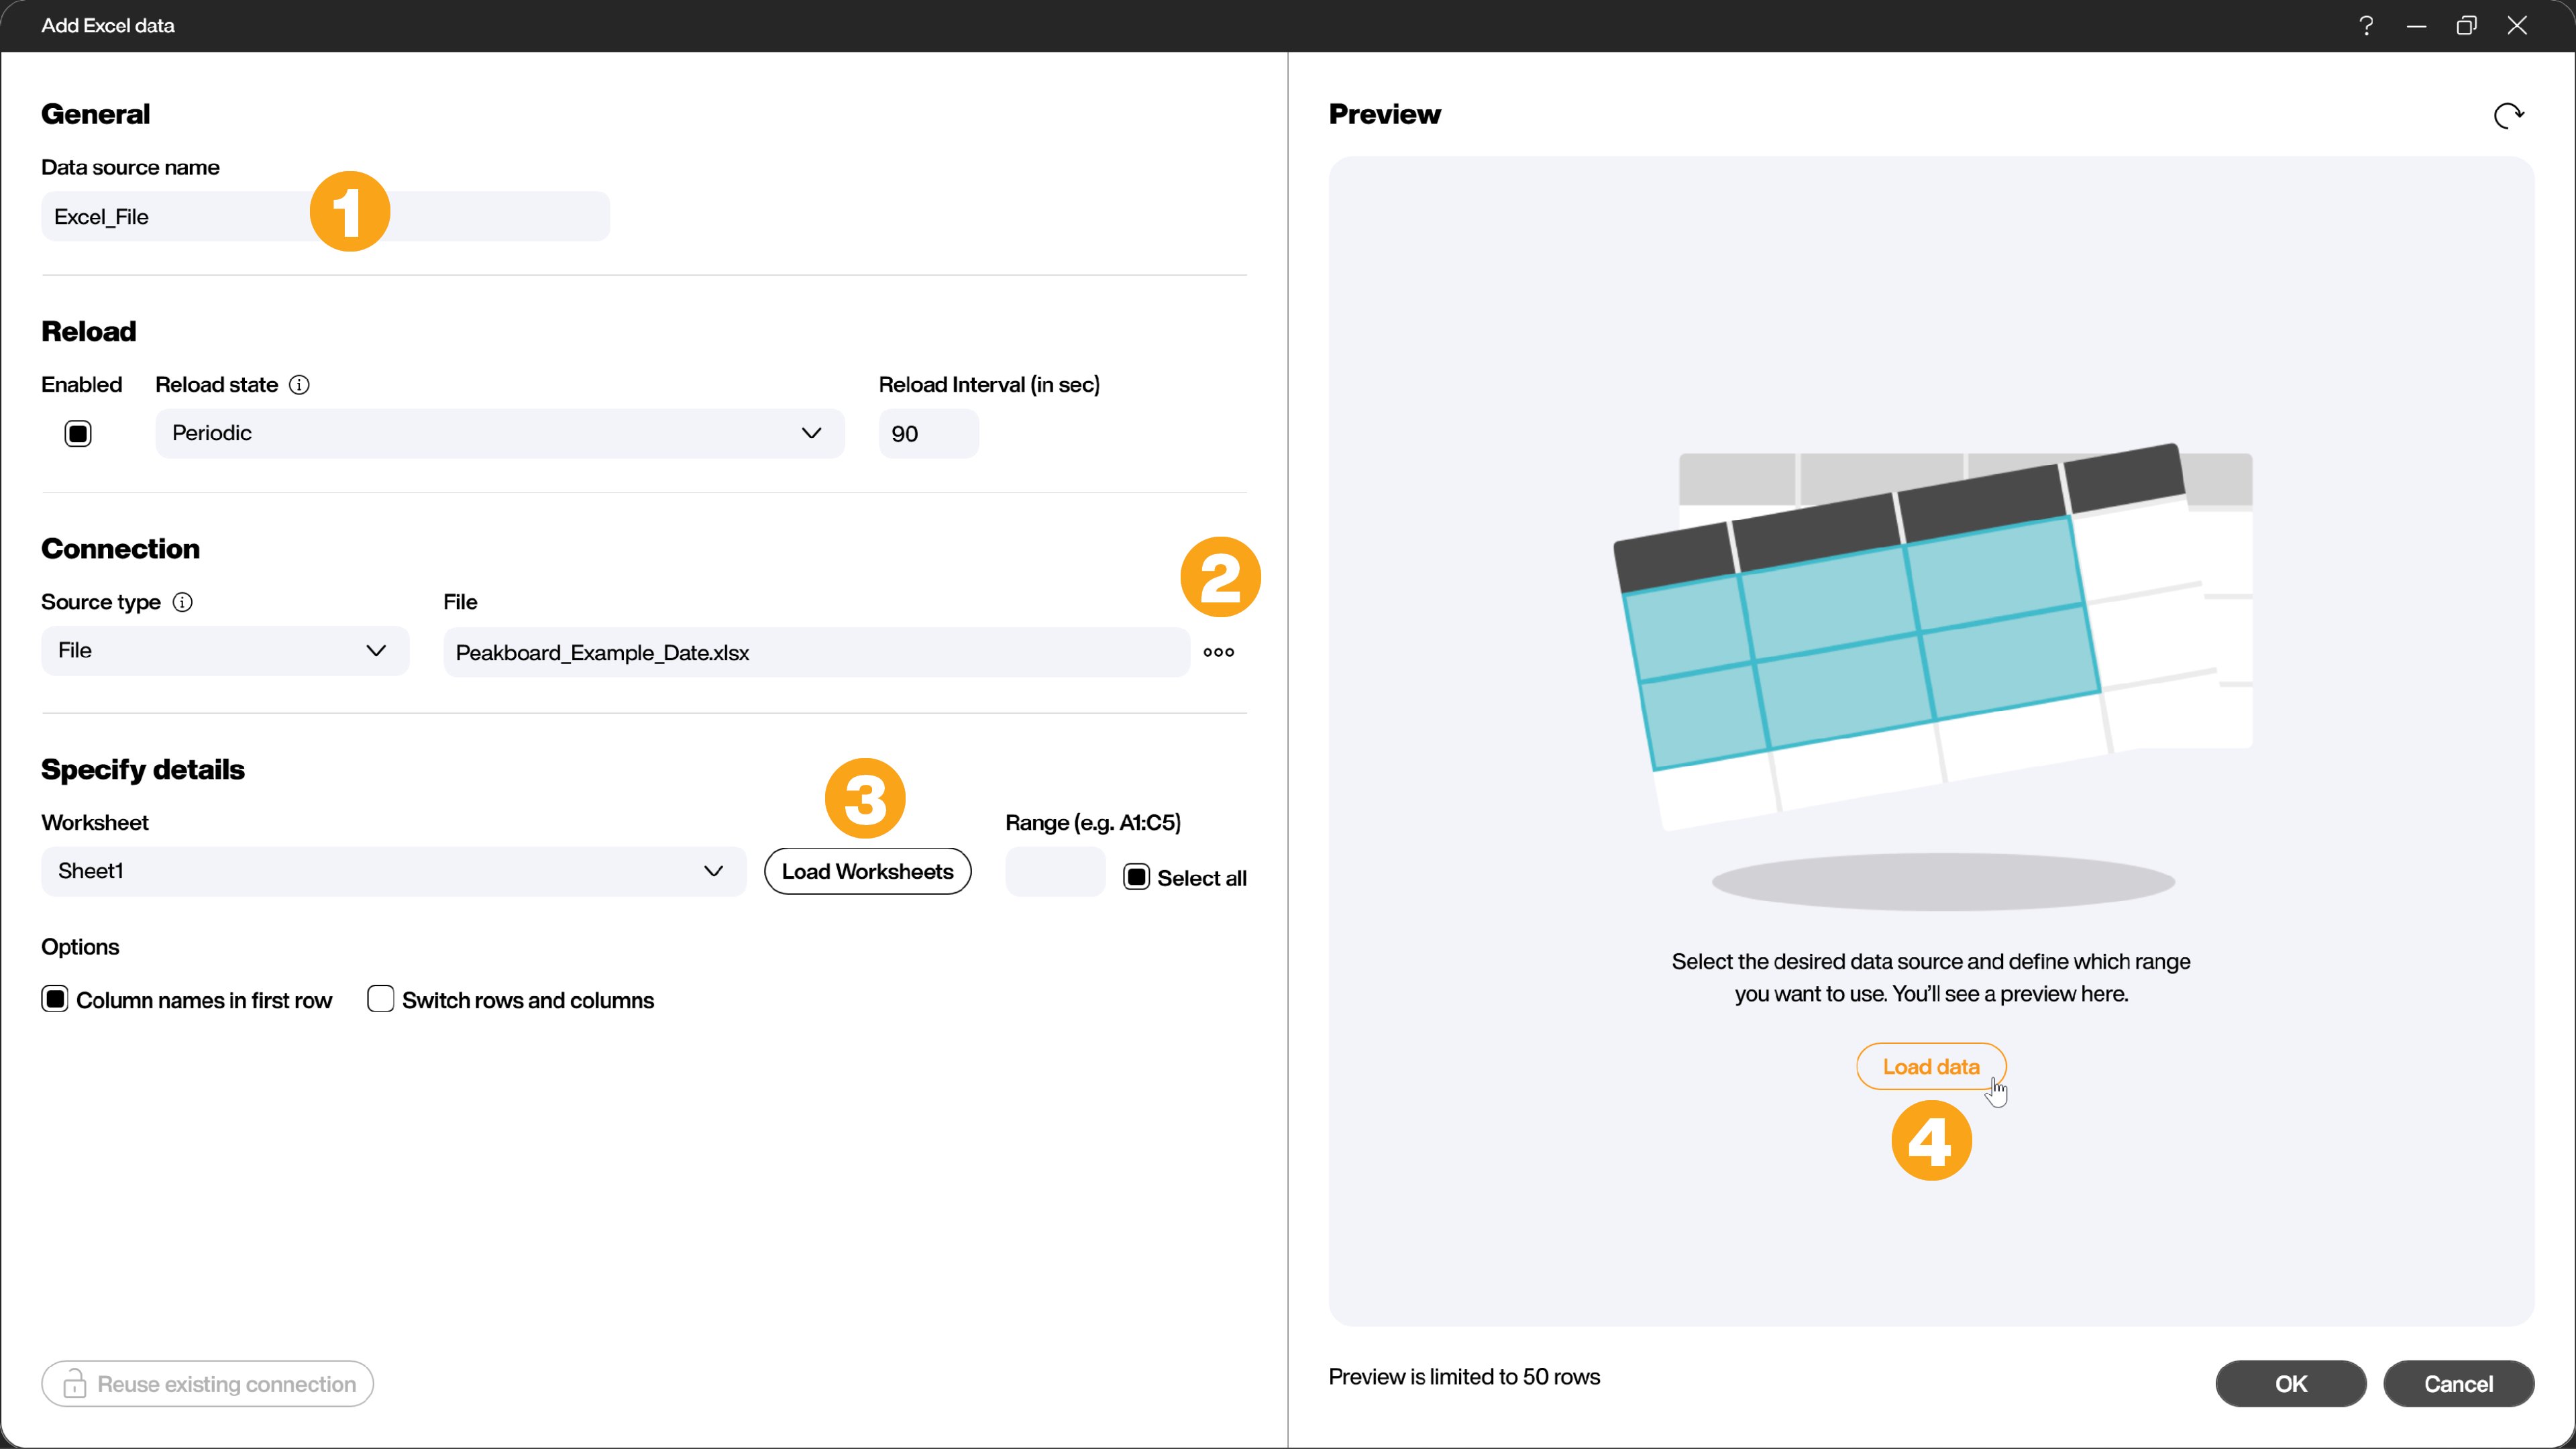 Add Excel data
?
General
Data source name
Excel_File
1
Reload
Enabled
Reload state
Reload Interval (in sec)
Periodic
90
Connection
2
Source type
File
File
Peakboard_Example_Date.xlsx
Specify details
3
Worksheet
Range (e.g. A1:C5)
Sheet1
Load Worksheets
Select all
Options
Column names in first row
Switch rows and columns
Reuse existing connection
Preview
Select the desired data source and define which range
you want to use. You’ll see a preview here.
Load data
4
Preview is limited to 50 rows
OK
Cancel